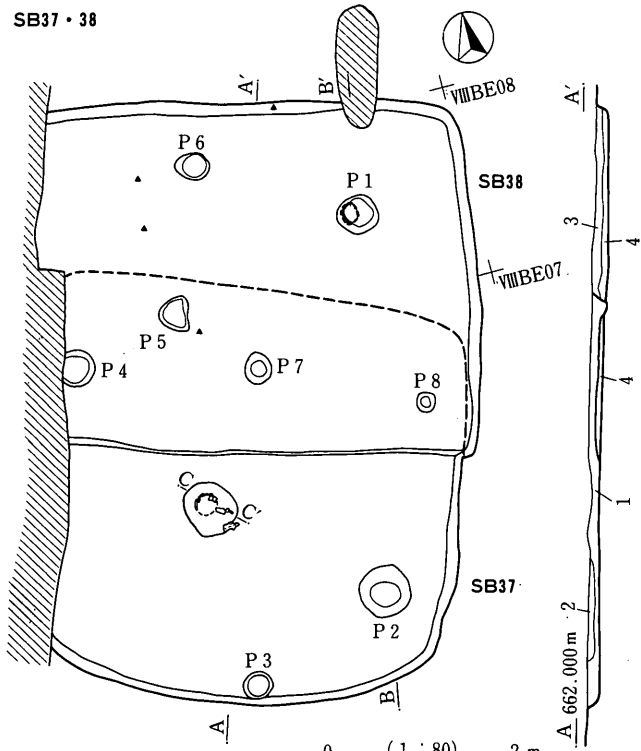 SB37・38
A'
B'
ⅧBE08
A'
P6
P1
SB38
3
4
ⅧBE07
P5
P4
P7
P8
4
C
C'
1
SB37
P2
2
P3
A
B
A 662.000m
0 (1:80) 2m